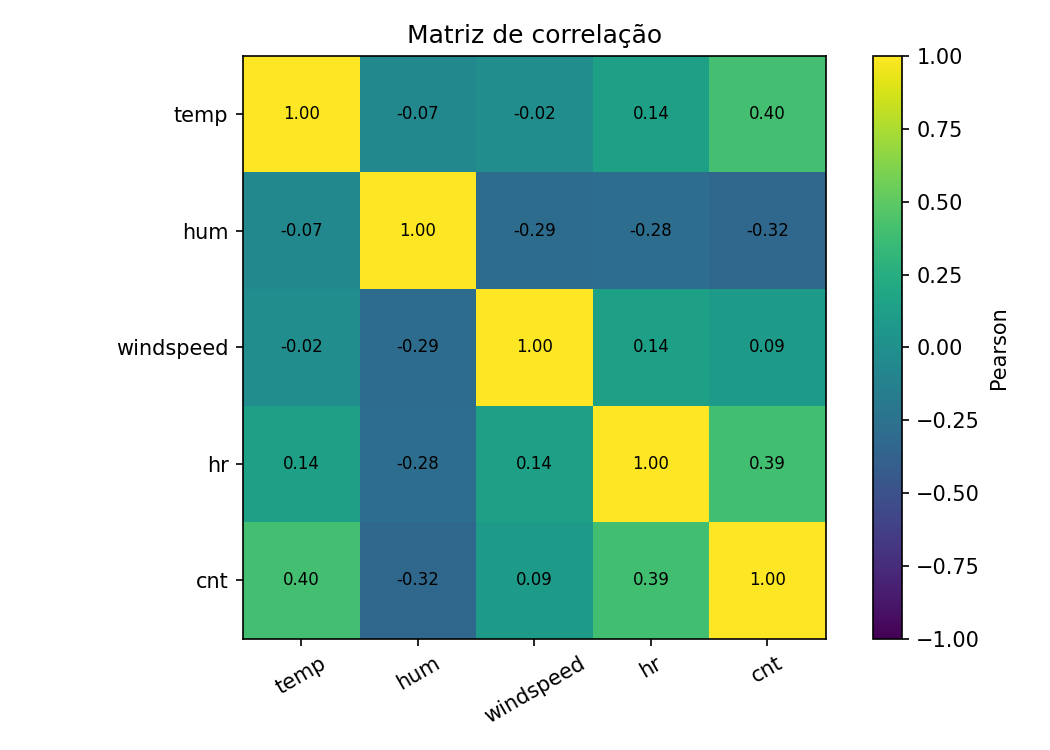 Matriz de correlação
temp 1.00 -0.07 -0.02 0.14 0.40
hum -0.07 1.00 -0.29 -0.28 -0.32
windspeed -0.02 -0.29 1.00 0.14 0.09
hr 0.14 -0.28 0.14 1.00 0.39
cnt 0.40 -0.32 0.09 0.39 1.00
temp hum windspeed hr cnt
1.00
0.75
0.50
0.25
0.00
−0.25
−0.50
−0.75
−1.00
Pearson